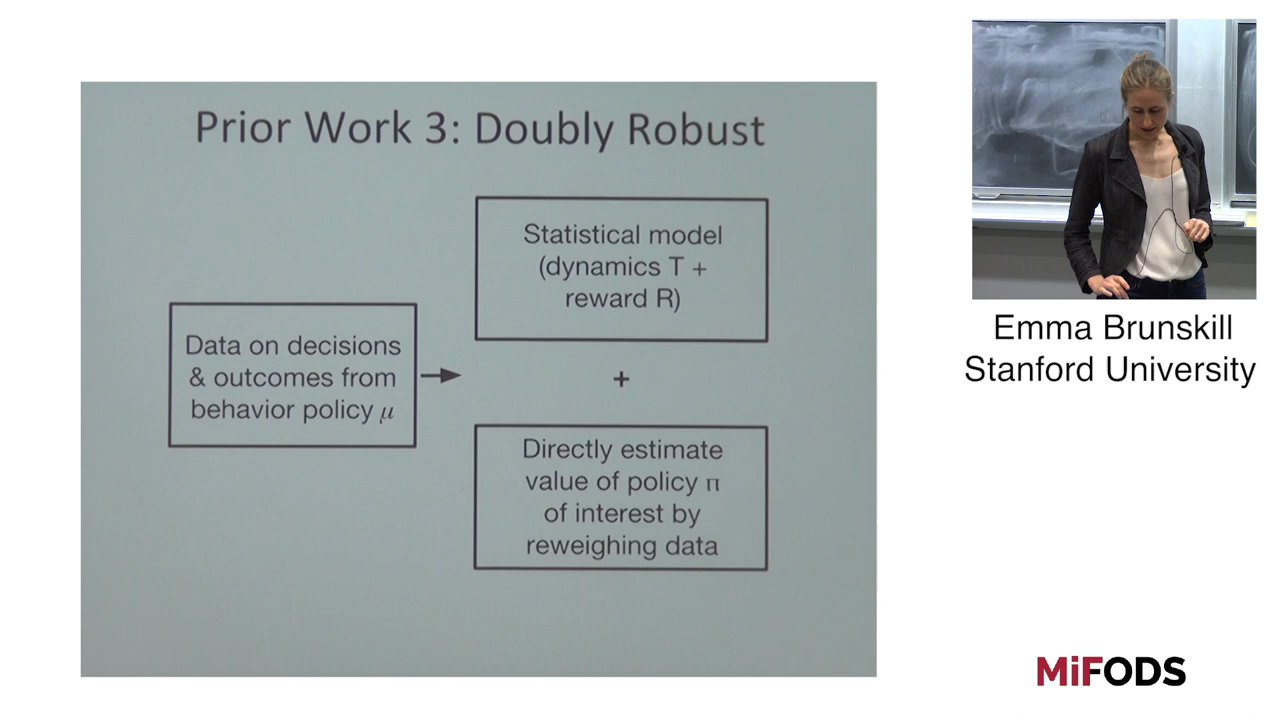 Prior Work 3: Doubly Robust
Statistical model
(dynamics T +
reward R)
Data on decisions
& outcomes from
behavior policy μ
+
Directly estimate
value of policy π
of interest by
reweighing data
Emma Brunskill
Stanford University
MiFODS